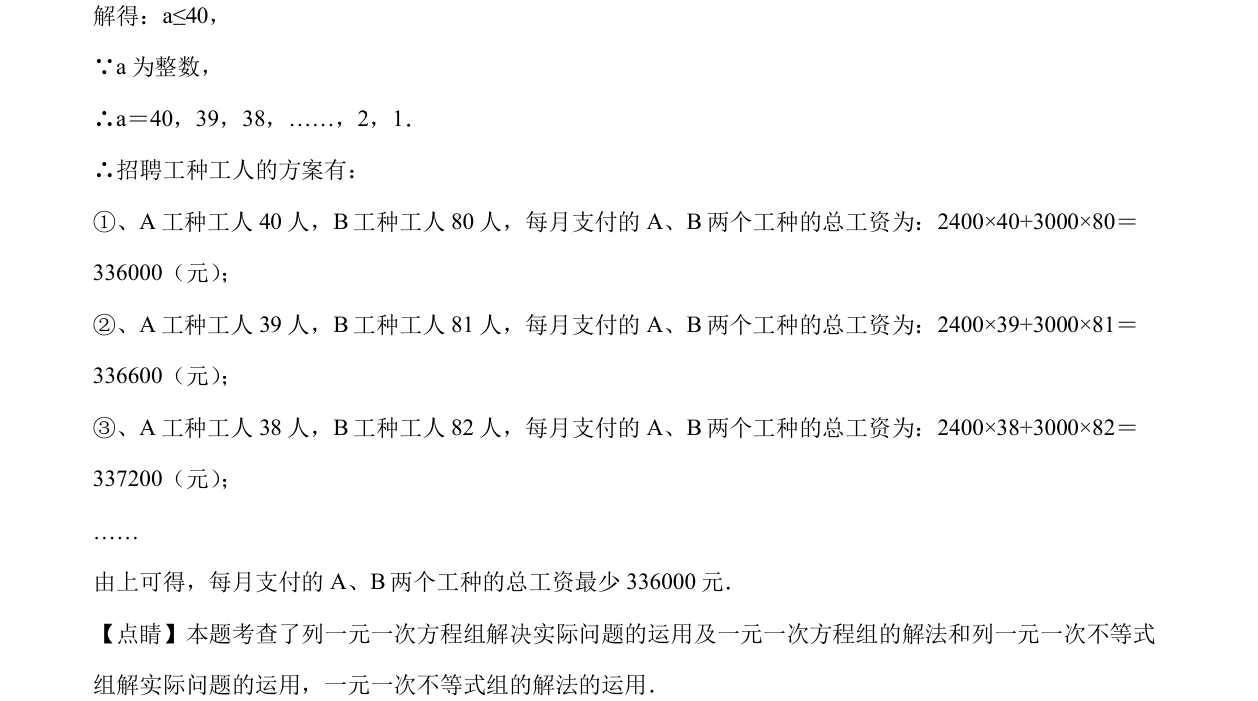 解得：a≤40，
∵a 为整数，
∴a＝40，39，38，……，2，1．
∴招聘工种工人的方案有：
①、A 工种工人 40 人，B 工种工人 80 人，每月支付的 A、B 两个工种的总工资为：2400×40+3000×80＝
336000（元）；
②、A 工种工人 39 人，B 工种工人 81 人，每月支付的 A、B 两个工种的总工资为：2400×39+3000×81＝
336600（元）；
③、A 工种工人 38 人，B 工种工人 82 人，每月支付的 A、B 两个工种的总工资为：2400×38+3000×82＝
337200（元）；
……
由上可得，每月支付的 A、B 两个工种的总工资最少 336000 元．
【点睛】本题考查了列一元一次方程组解决实际问题的运用及一元一次方程组的解法和列一元一次不等式
组解实际问题的运用，一元一次不等式组的解法的运用．